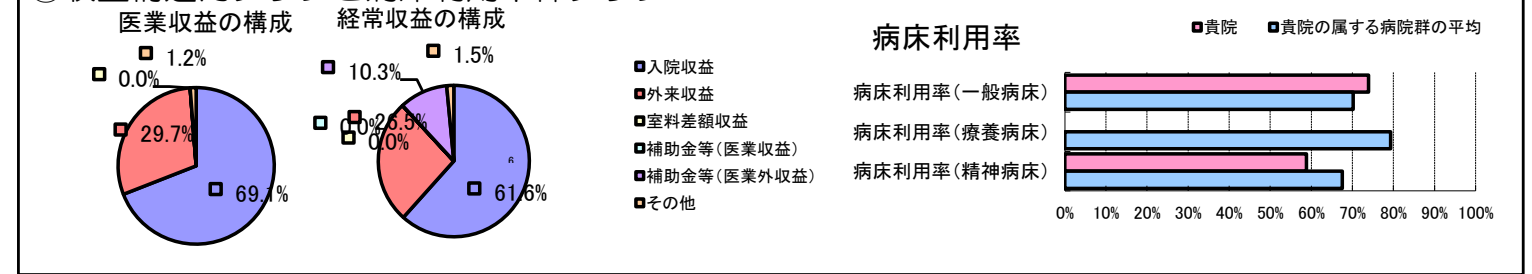 医業収益の構成
経常収益の構成
1.2%
0.0%
29.7%
69.1%
1.5%
10.3%
0.0%
26.5%
0.0%
61.6%
入院収益
外来収益
室料差額収益
補助金等(医業収益)
補助金等(医業外収益)
その他
病床利用率
貴院
貴院の属する病院群の平均
病床利用率(一般病床)
病床利用率(療養病床)
病床利用率(精神病床)
0% 10% 20% 30% 40% 50% 60% 70% 80% 90% 100%